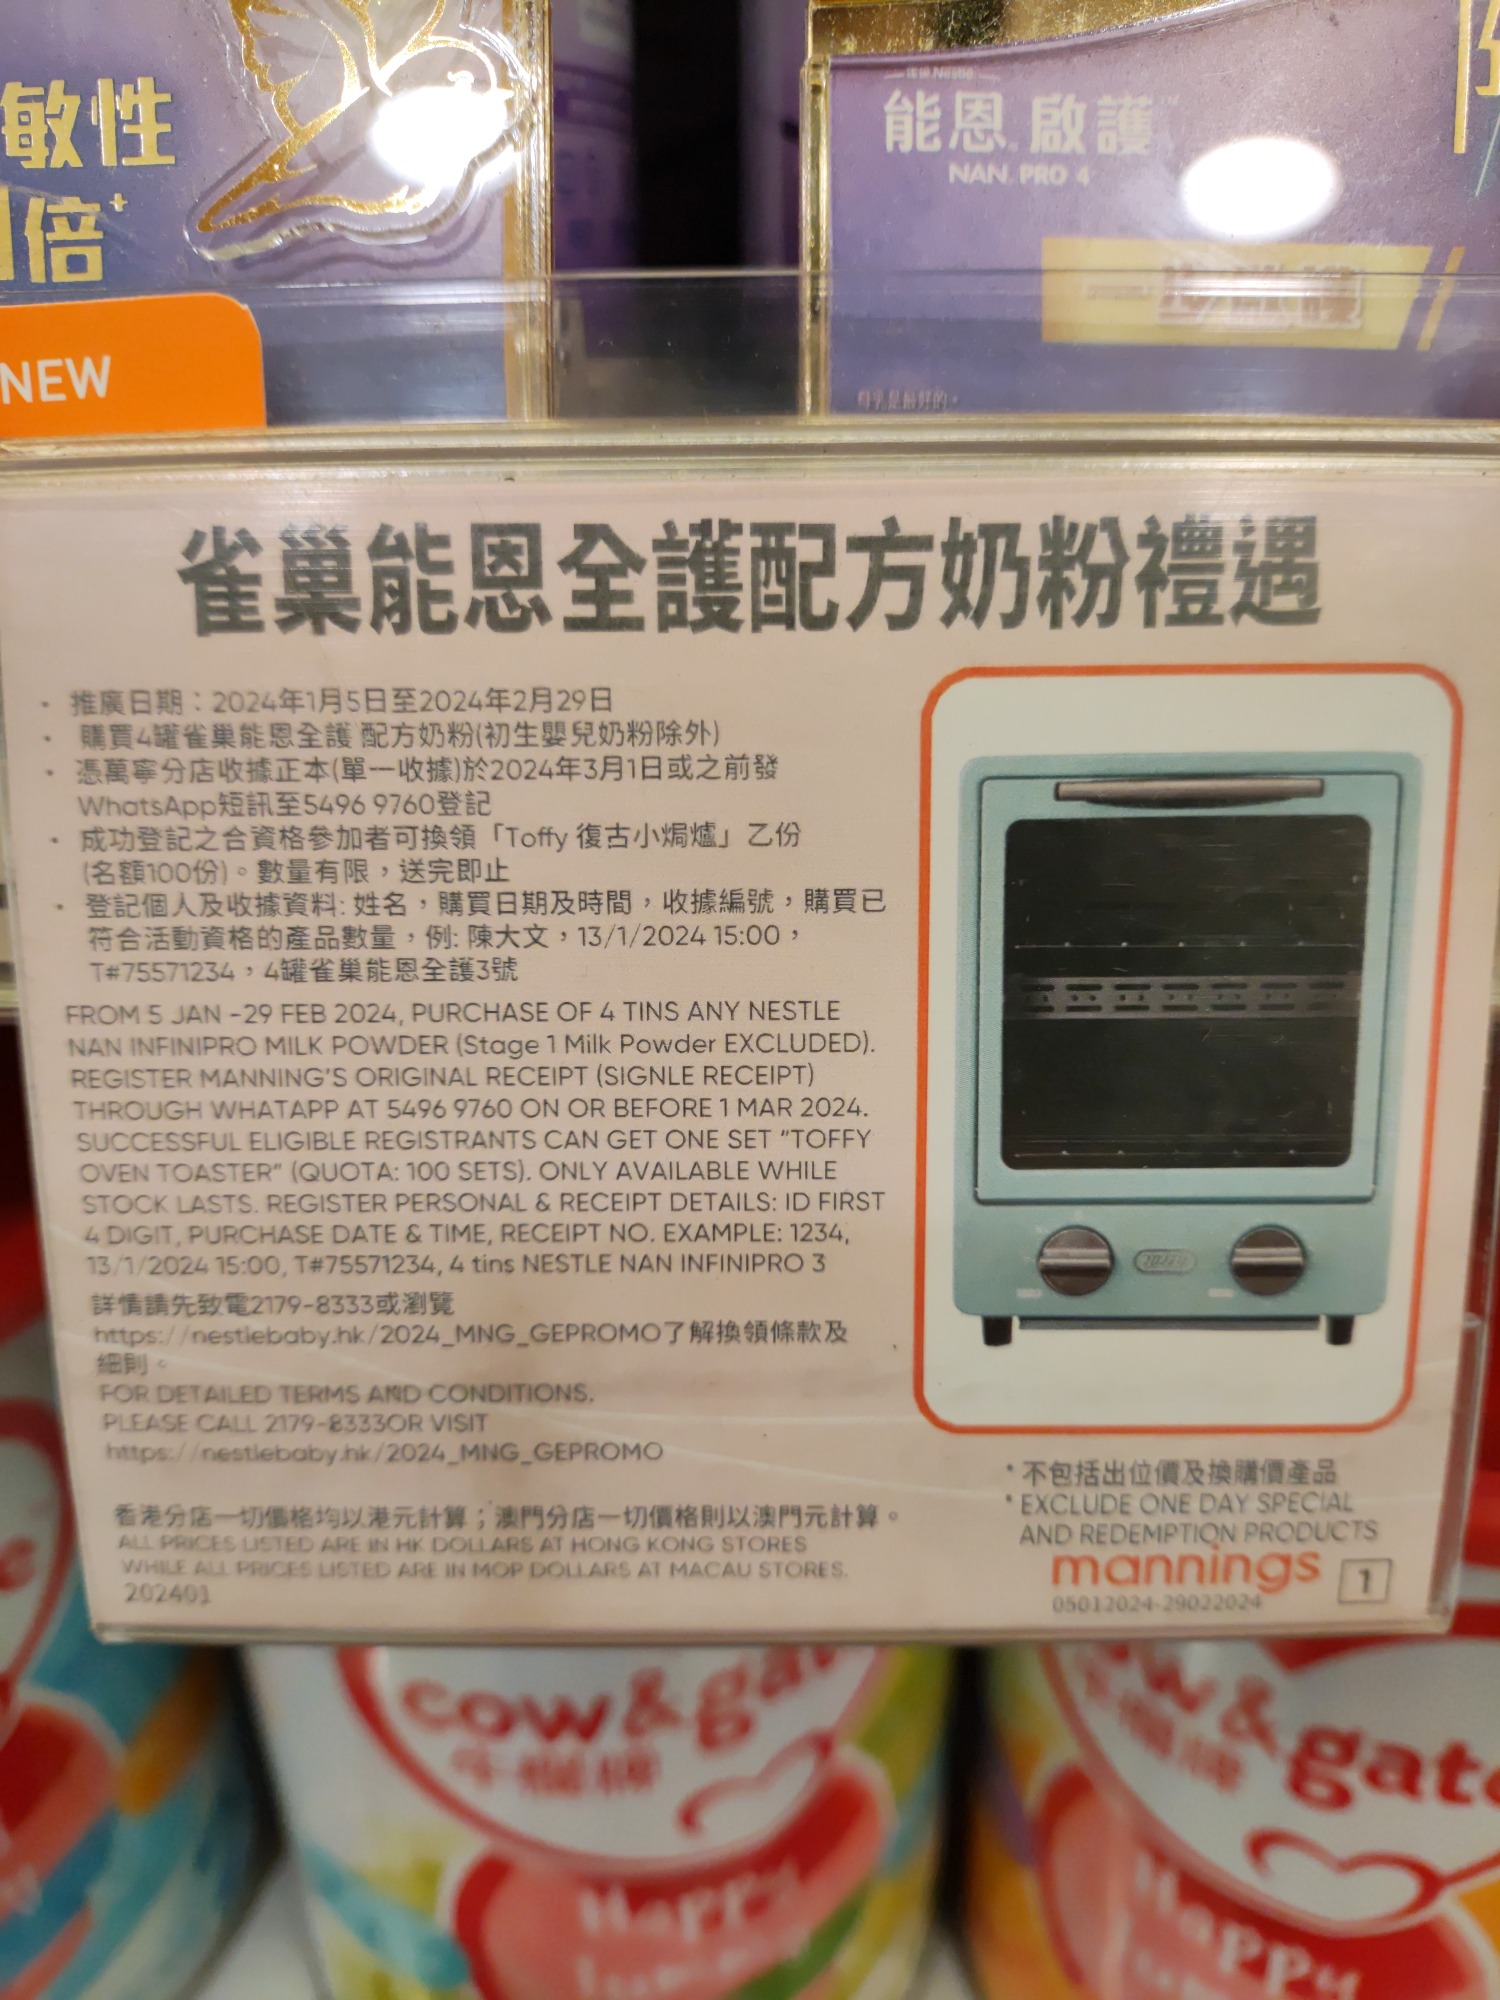 敏性
倍+
NEW
雀巢 Nestlé
能恩 啟護
NAN. PRO 4
母乳是最好的。
雀巢能恩全護配方奶粉禮遇
• 推廣日期：2024年1月5日至2024年2月29日
• 購買4罐雀巢能恩全護 配方奶粉(初生嬰兒奶粉除外)
• 憑萬寧分店收據正本(單一收據)於2024年3月1日或之前發
WhatsApp短訊至5496 9760登記
• 成功登記之合資格參加者可換領「Toffy 復古小焗爐」乙份
(名額100份)。數量有限，送完即止
• 登記個人及收據資料: 姓名，購買日期及時間，收據編號，購買已
符合活動資格的產品數量，例: 陳大文，13/1/2024 15:00，
T#75571234，4罐雀巢能恩全護3號
FROM 5 JAN -29 FEB 2024, PURCHASE OF 4 TINS ANY NESTLE
NAN INFINIPRO MILK POWDER (Stage 1 Milk Powder EXCLUDED).
REGISTER MANNING'S ORIGINAL RECEIPT (SIGNLE RECEIPT)
THROUGH WHATAPP AT 5496 9760 ON OR BEFORE 1 MAR 2024.
SUCCESSFUL ELIGIBLE REGISTRANTS CAN GET ONE SET "TOFFY
OVEN TOASTER" (QUOTA: 100 SETS). ONLY AVAILABLE WHILE
STOCK LASTS. REGISTER PERSONAL & RECEIPT DETAILS: ID FIRST
4 DIGIT, PURCHASE DATE & TIME, RECEIPT NO. EXAMPLE: 1234,
13/1/2024 15:00, T#75571234, 4 tins NESTLE NAN INFINIPRO 3
詳情請先致電2179-8333或瀏覽
https://nestlebaby.hk/2024_MNG_GEPROMO了解換領條款及
細則。
FOR DETAILED TERMS AND CONDITIONS.
PLEASE CALL 2179-8333OR VISIT
https://nestlebaby.hk/2024_MNG_GEPROMO
香港分店一切價格均以港元計算；澳門分店一切價格則以澳門元計算。
ALL PRICES LISTED ARE IN HK DOLLARS AT HONG KONG STORES
WHILE ALL PRICES LISTED ARE IN MOP DOLLARS AT MACAU STORES.
202401
Toffy
* 不包括出位價及換購價產品
* EXCLUDE ONE DAY SPECIAL
AND REDEMPTION PRODUCTS
mannings 1
05012024-29022024
cow&ga
牛欄牌
Happy
w&gate
Happy